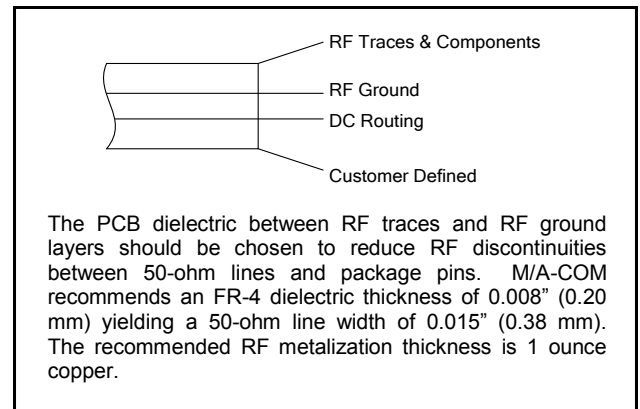 RF Traces & Components
RF Ground
DC Routing
Customer Defined
The PCB dielectric between RF traces and RF ground
layers should be chosen to reduce RF discontinuities
between 50-ohm lines and package pins. M/A-COM
recommends an FR-4 dielectric thickness of 0.008” (0.20
mm) yielding a 50-ohm line width of 0.015” (0.38 mm).
The recommended RF metalization thickness is 1 ounce
copper.